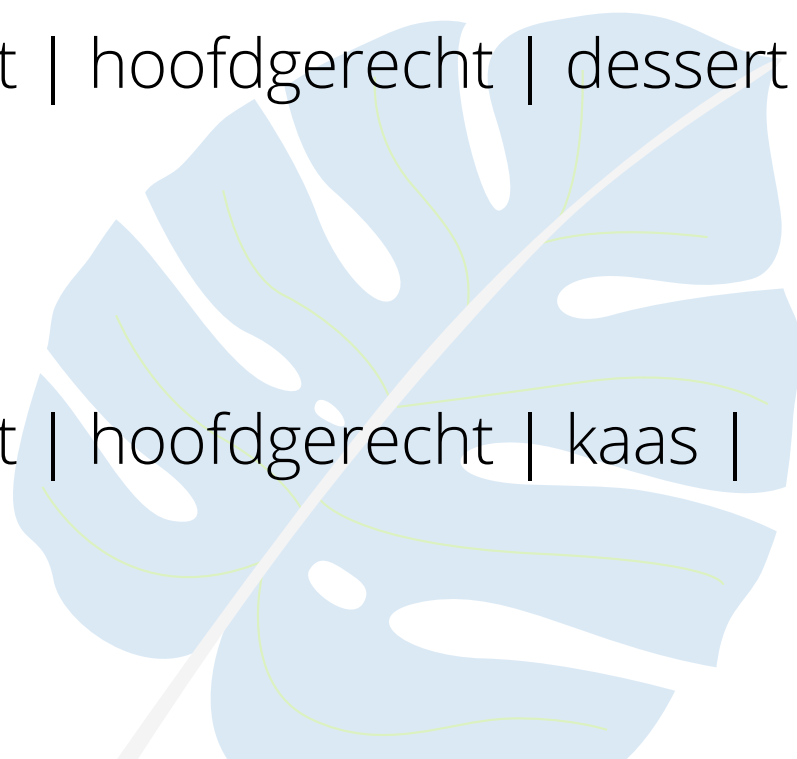 t | hoofdgerecht | dessert
t | hoofdgerecht | kaas |